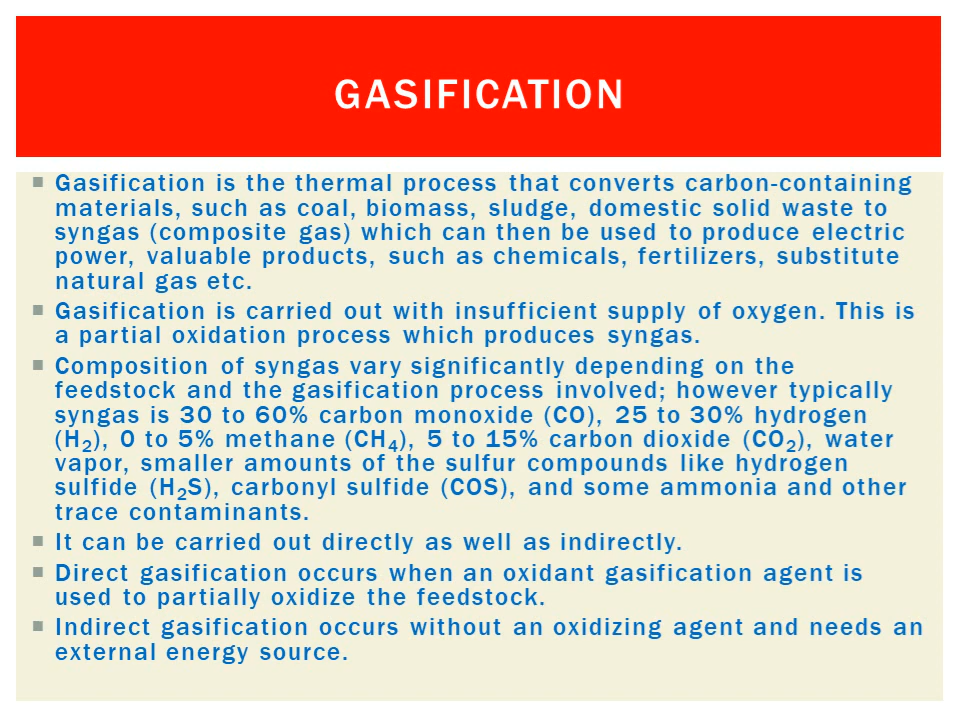 GASIFICATION
▪ Gasification is the thermal process that converts carbon-containing
materials, such as coal, biomass, sludge, domestic solid waste to
syngas (composite gas) which can then be used to produce electric
power, valuable products, such as chemicals, fertilizers, substitute
natural gas etc.
▪ Gasification is carried out with insufficient supply of oxygen. This is
a partial oxidation process which produces syngas.
▪ Composition of syngas vary significantly depending on the
feedstock and the gasification process involved; however typically
syngas is 30 to 60% carbon monoxide (CO), 25 to 30% hydrogen
(H₂), 0 to 5% methane (CH₄), 5 to 15% carbon dioxide (CO₂), water
vapor, smaller amounts of the sulfur compounds like hydrogen
sulfide (H₂S), carbonyl sulfide (COS), and some ammonia and other
trace contaminants.
▪ It can be carried out directly as well as indirectly.
▪ Direct gasification occurs when an oxidant gasification agent is
used to partially oxidize the feedstock.
▪ Indirect gasification occurs without an oxidizing agent and needs an
external energy source.